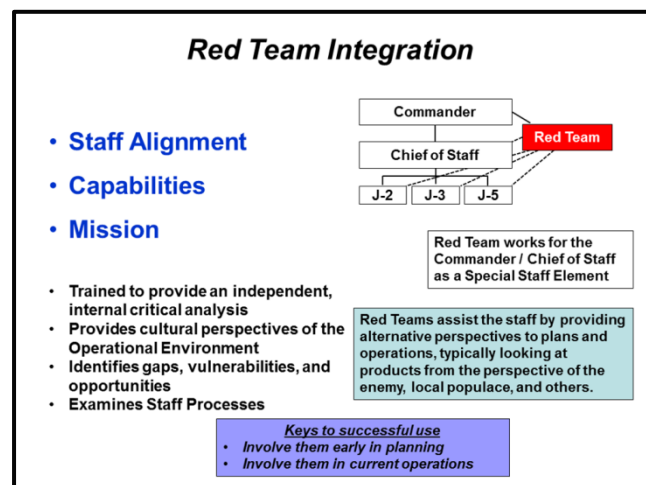 Red Team Integration
• Staff Alignment
• Capabilities
• Mission
• Trained to provide an independent,
internal critical analysis
• Provides cultural perspectives of the
Operational Environment
• Identifies gaps, vulnerabilities, and
opportunities
• Examines Staff Processes
Commander
Red Team
Chief of Staff
J-2
J-3
J-5
Red Team works for the
Commander / Chief of Staff
as a Special Staff Element
Red Teams assist the staff by providing
alternative perspectives to plans and
operations, typically looking at
products from the perspective of the
enemy, local populace, and others.
Keys to successful use
• Involve them early in planning
• Involve them in current operations